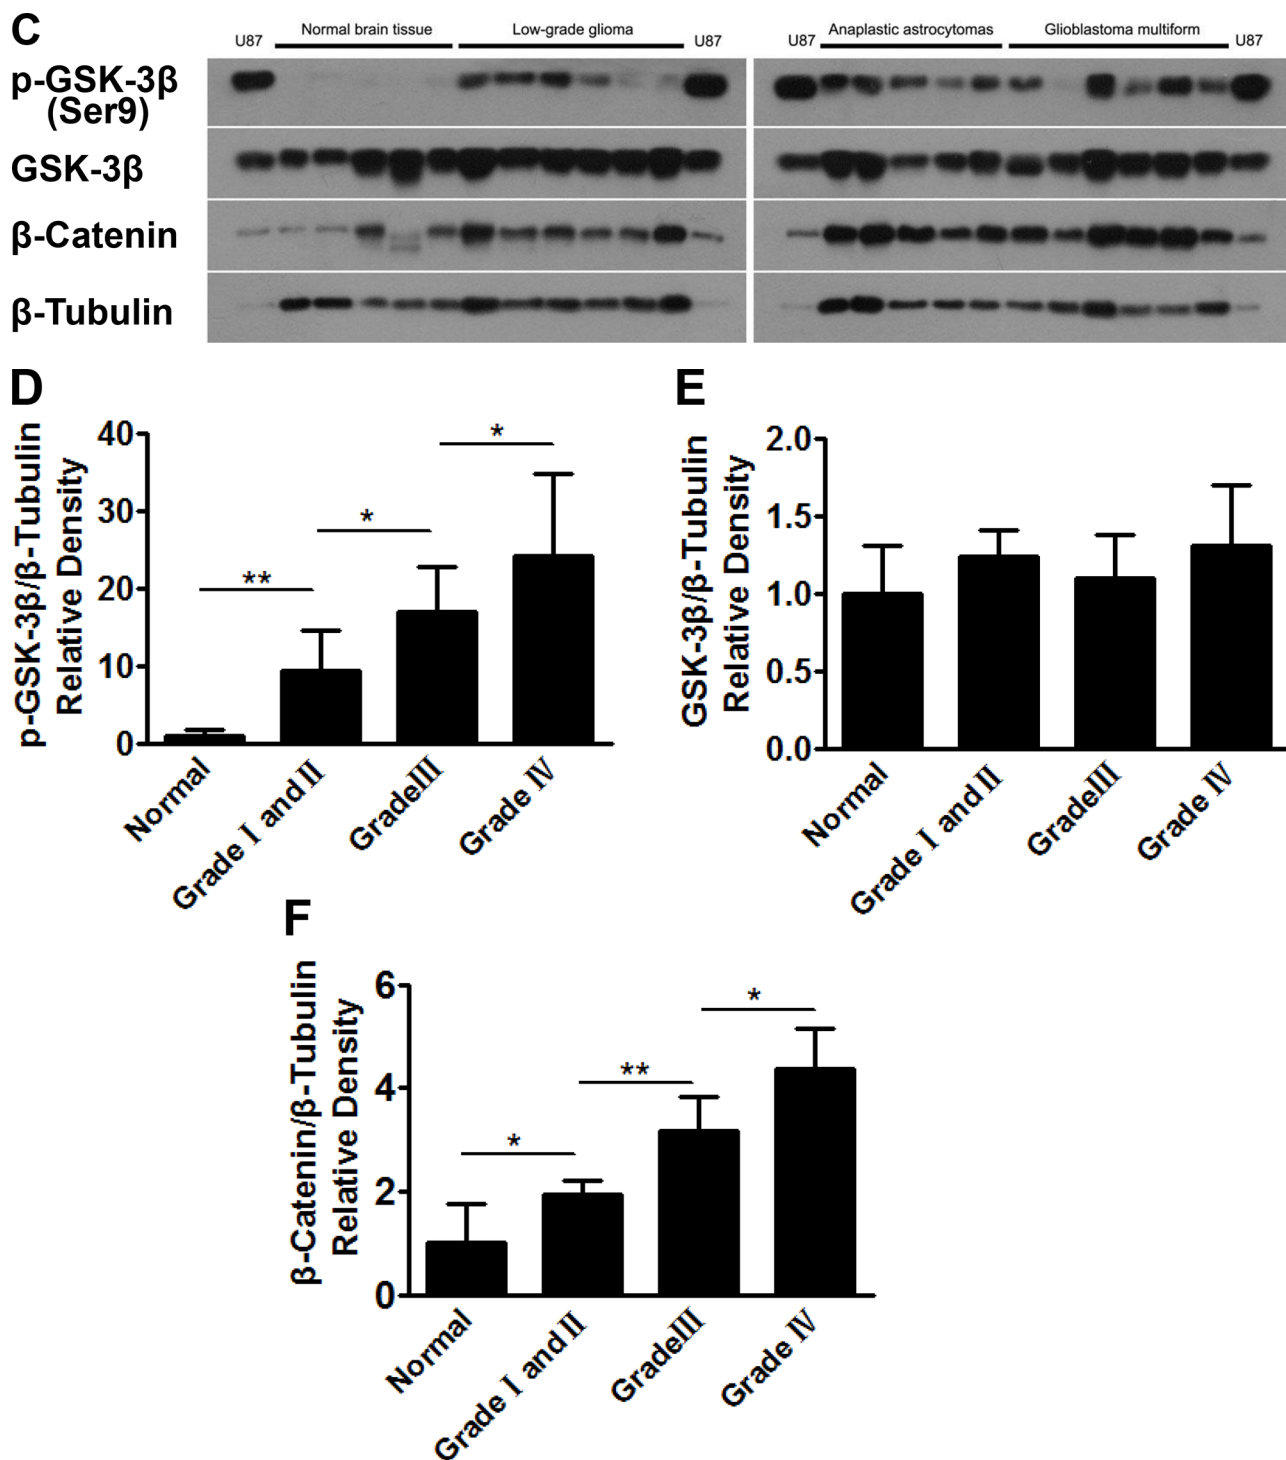 C
U87 Normal brain tissue Low-grade glioma U87 U87 Anaplastic astrocytomas Glioblastoma multiform U87
p-GSK-3β
(Ser9)
GSK-3β
β-Catenin
β-Tubulin
D
p-GSK-3β/β-Tubulin
Relative Density
40
30
20
10
0
**
*
*
Normal
Grade Ⅰ and Ⅱ
GradeⅢ
Grade Ⅳ
E
GSK-3β/β-Tubulin
Relative Density
2.0
1.5
1.0
0.5
0.0
Normal
Grade Ⅰ and Ⅱ
GradeⅢ
Grade Ⅳ
F
β-Catenin/β-Tubulin
Relative Density
6
4
2
0
*
**
*
Normal
Grade Ⅰ and Ⅱ
GradeⅢ
Grade Ⅳ